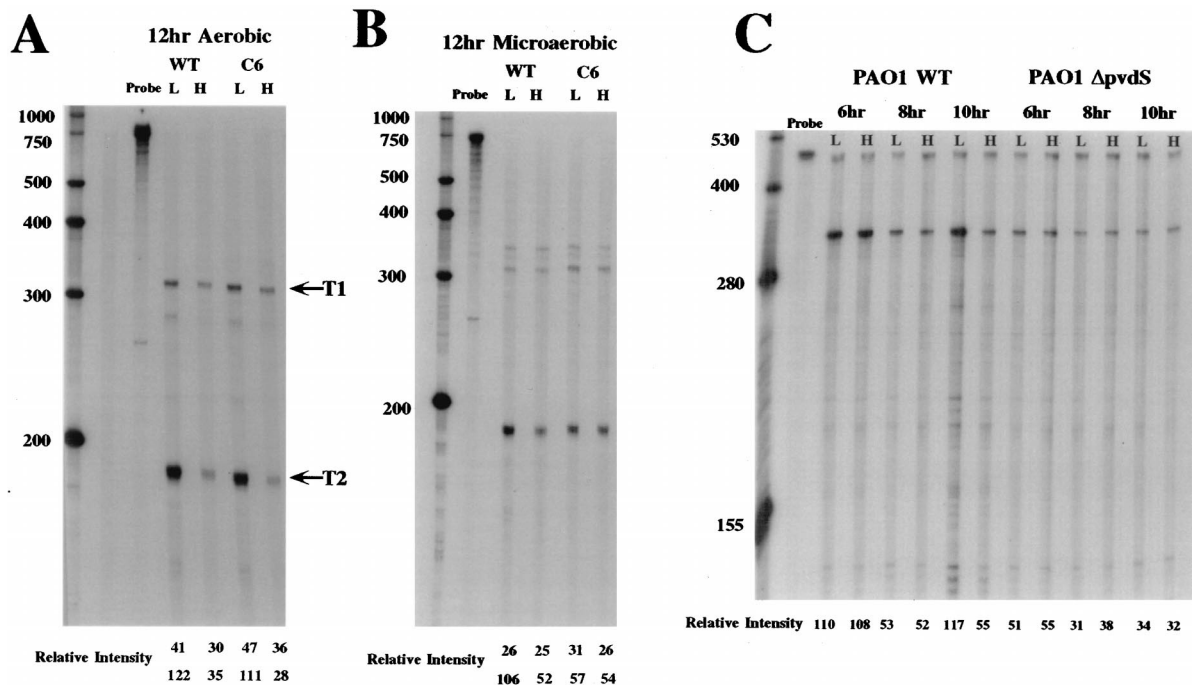 A
12hr Aerobic
WT C6
Probe L H L H
1000
750
500
400
300
200
T1
T2
Relative Intensity
41 30 47 36
122 35 111 28
B
12hr Microaerobic
WT C6
Probe L H L H
1000
750
500
400
300
200
Relative Intensity
26 25 31 26
106 52 57 54
C
PAO1 WT PAO1 ΔpvdS
Probe 6hr 8hr 10hr 6hr 8hr 10hr
L H L H L H L H L H L H
530
400
280
155
Relative Intensity 110 108 53 52 117 55 51 55 31 38 34 32